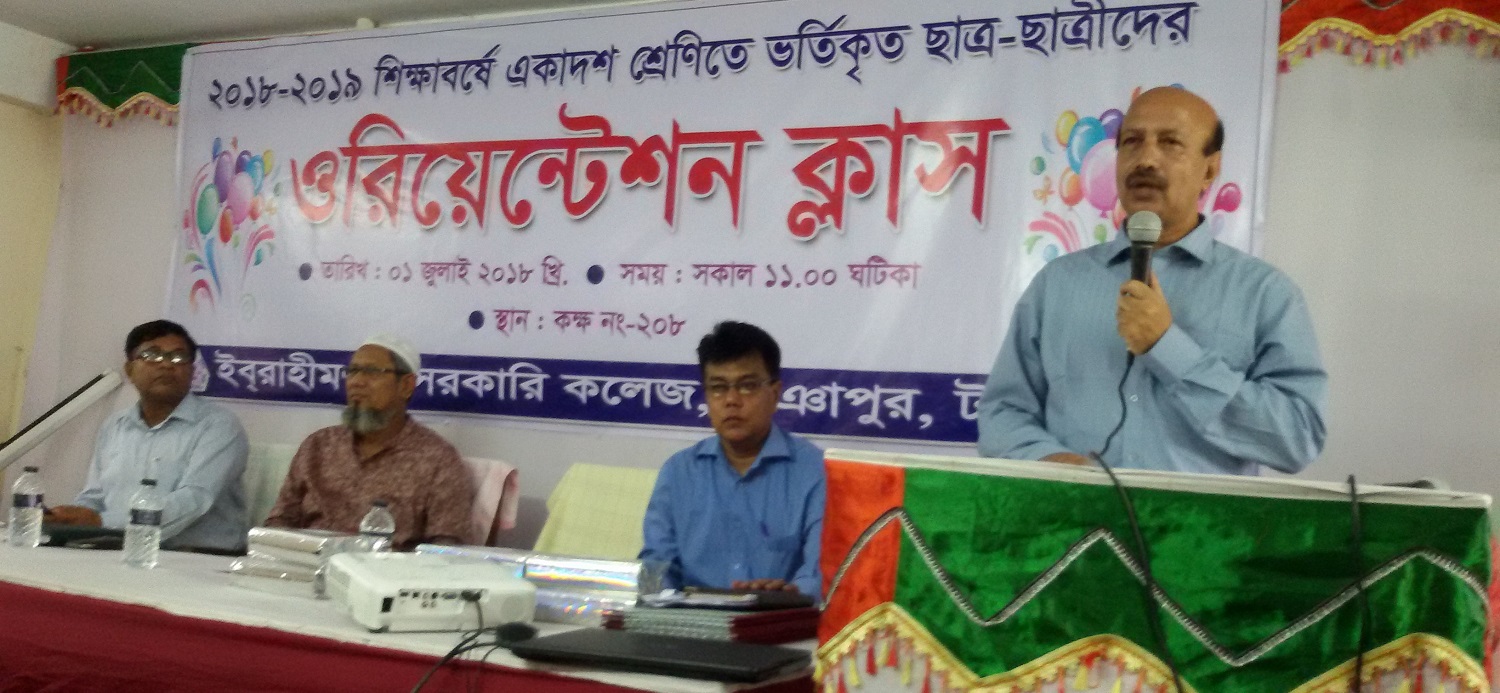 ২০১৮-২০১৯ শিক্ষাবর্ষে একাদশ শ্রেণিতে ভর্তিকৃত ছাত্র-ছাত্রীদের
ওরিয়েন্টেশন ক্লাস
● তারিখ : ০১ জুলাই ২০১৮ খ্রি. ● সময় : সকাল ১১.০০ ঘটিকা
● স্থান : কক্ষ নং-২০৮
ইব্‌রাহীম সরকারি কলেজ,